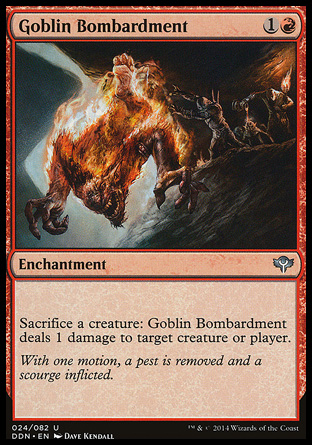 Goblin Bombardment 1
Enchantment
Sacrifice a creature: Goblin Bombardment
deals 1 damage to target creature or player.
With one motion, a pest is removed and a
scourge inflicted.
024/082 U
DDN • EN Dave Kendall
™ & © 2014 Wizards of the Coast